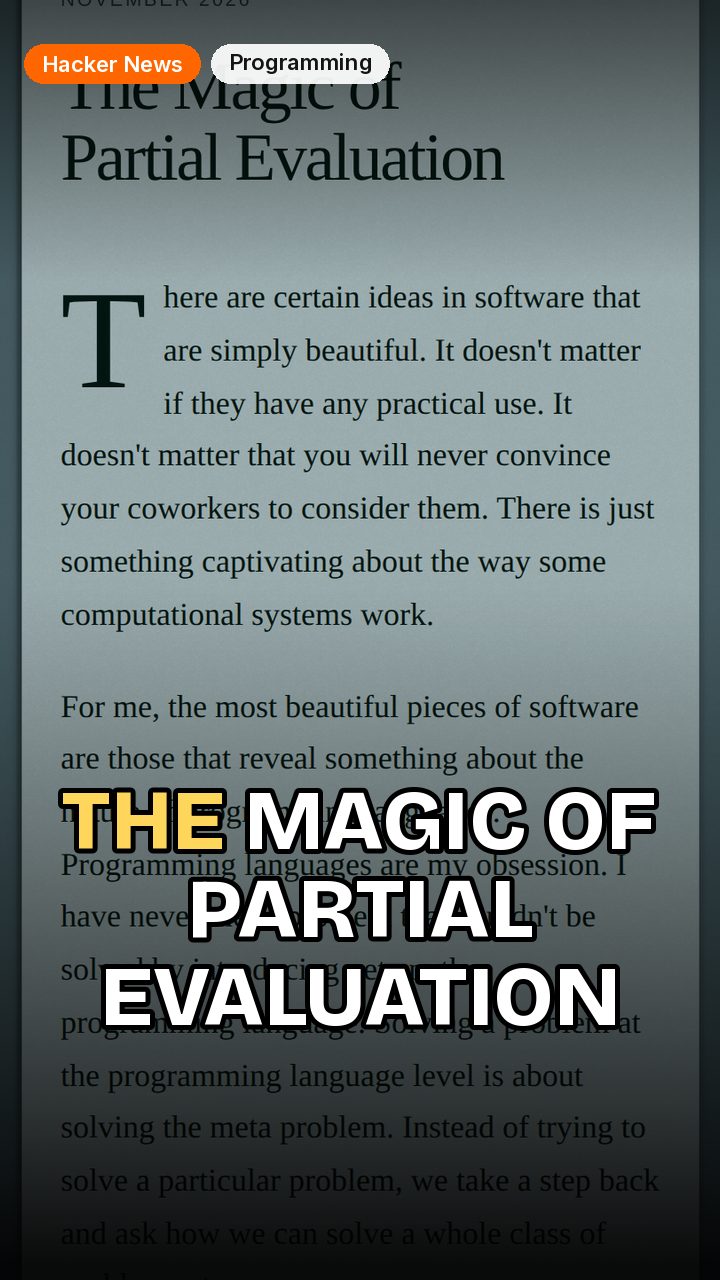 NOVEMBER 2026
Hacker News
Programming
The Magic of
Partial Evaluation
There are certain ideas in software that
are simply beautiful. It doesn't matter
if they have any practical use. It
doesn't matter that you will never convince
your coworkers to consider them. There is just
something captivating about the way some
computational systems work.
For me, the most beautiful pieces of software
are those that reveal something about the
THE MAGIC OF
Programming languages are my obsession. I
PARTIAL
have
EVALUATION
programming language. Solving a problem at
the programming language level is about
solving the meta problem. Instead of trying to
solve a particular problem, we take a step back
and ask how we can solve a whole class of